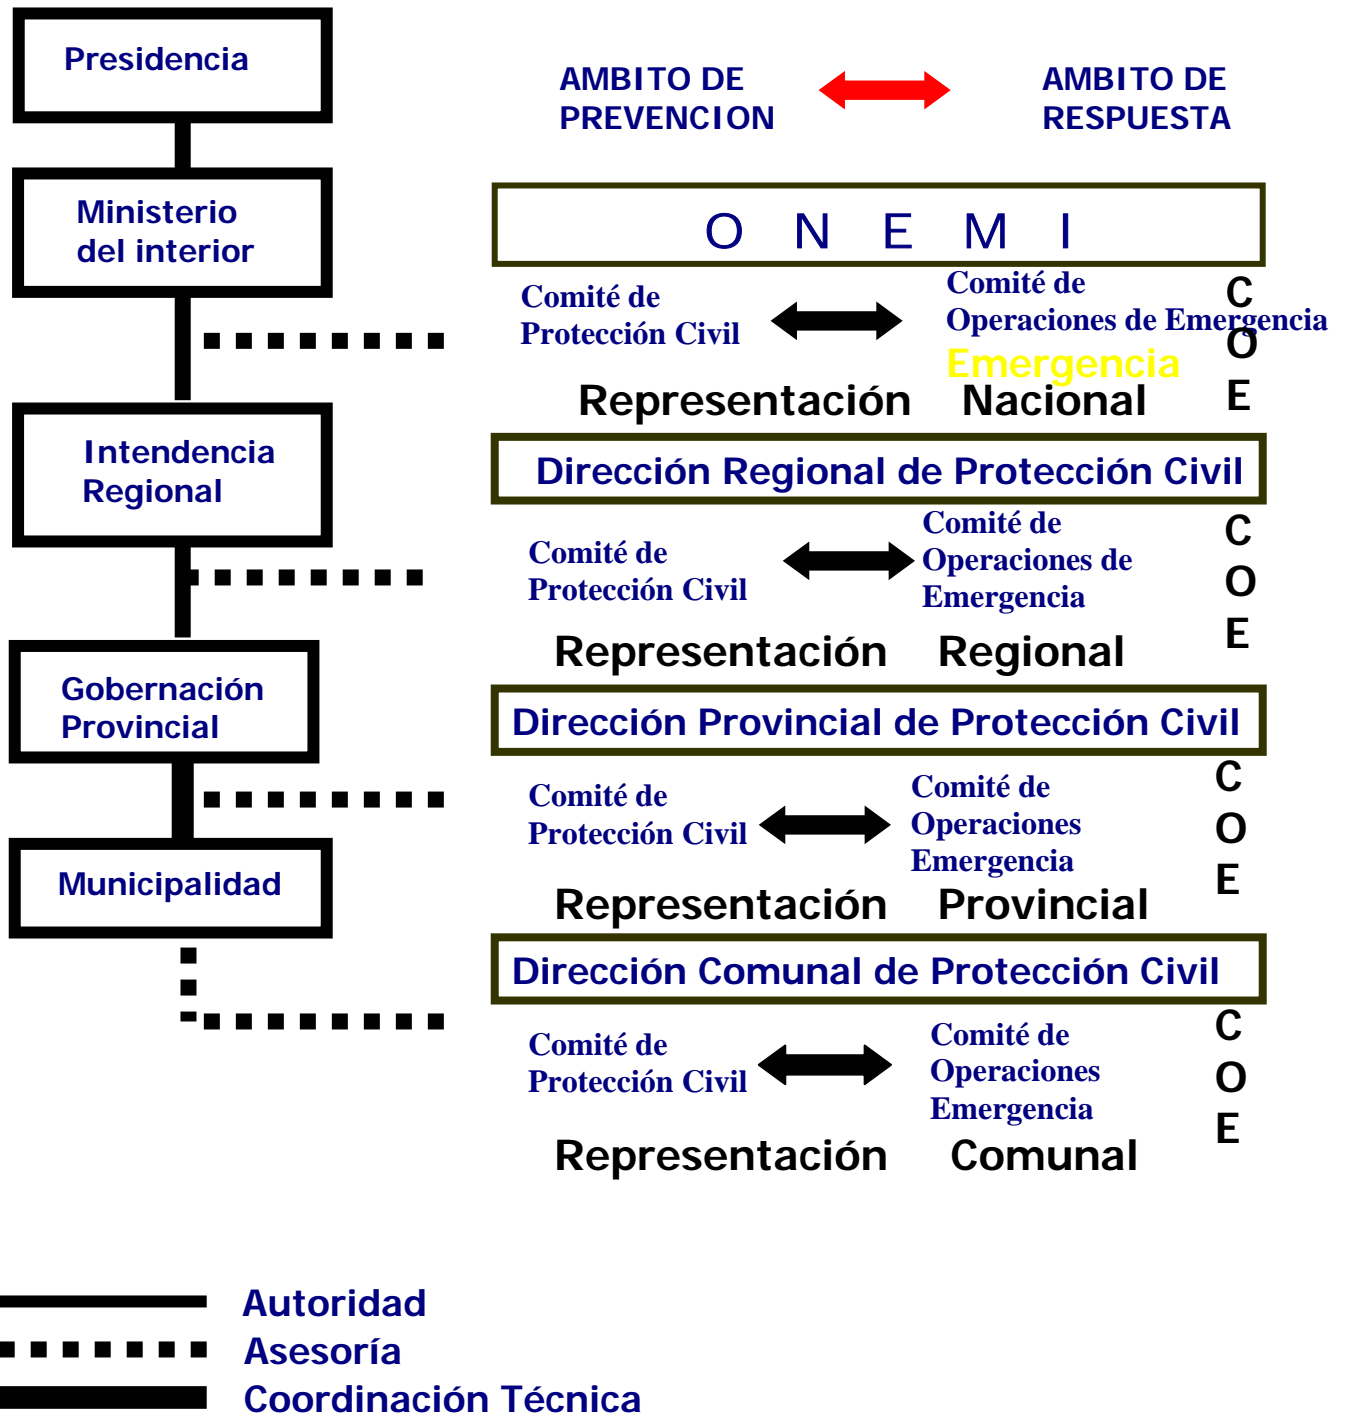 Presidencia
Ministerio
del interior
Intendencia
Regional
Gobernación
Provincial
Municipalidad
AMBITO DE
PREVENCION
AMBITO DE
RESPUESTA
O N E M I
Comité de
Protección Civil
Comité de
Operaciones de Emergencia
Emergencia
C
O
E
Representación Nacional
Dirección Regional de Protección Civil
Comité de
Protección Civil
Comité de
Operaciones de
Emergencia
C
O
E
Representación Regional
Dirección Provincial de Protección Civil
Comité de
Protección Civil
Comité de
Operaciones
Emergencia
C
O
E
Representación Provincial
Dirección Comunal de Protección Civil
Comité de
Protección Civil
Comité de
Operaciones
Emergencia
C
O
E
Representación Comunal
Autoridad
Asesoría
Coordinación Técnica